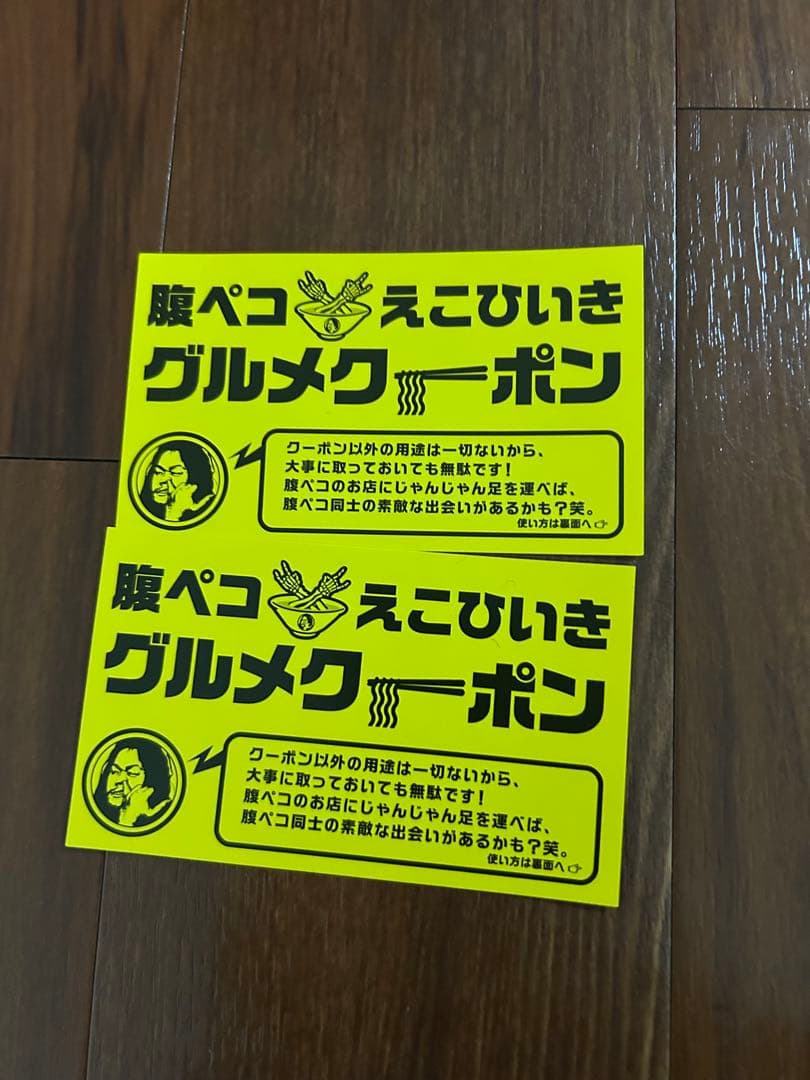 腹ペコ えこひいき
グルメクーポン
クーポン以外の用途は一切ないから、
大事に取っておいても無駄です!
腹ペコのお店にじゃんじゃん足を運べば、
腹ペコ同士の素敵な出会いがあるかも?笑。
使い方は裏面へ
腹ペコ えこひいき
グルメクーポン
クーポン以外の用途は一切ないから、
大事に取っておいても無駄です!
腹ペコのお店にじゃんじゃん足を運べば、
腹ペコ同士の素敵な出会いがあるかも?笑。
使い方は裏面へ